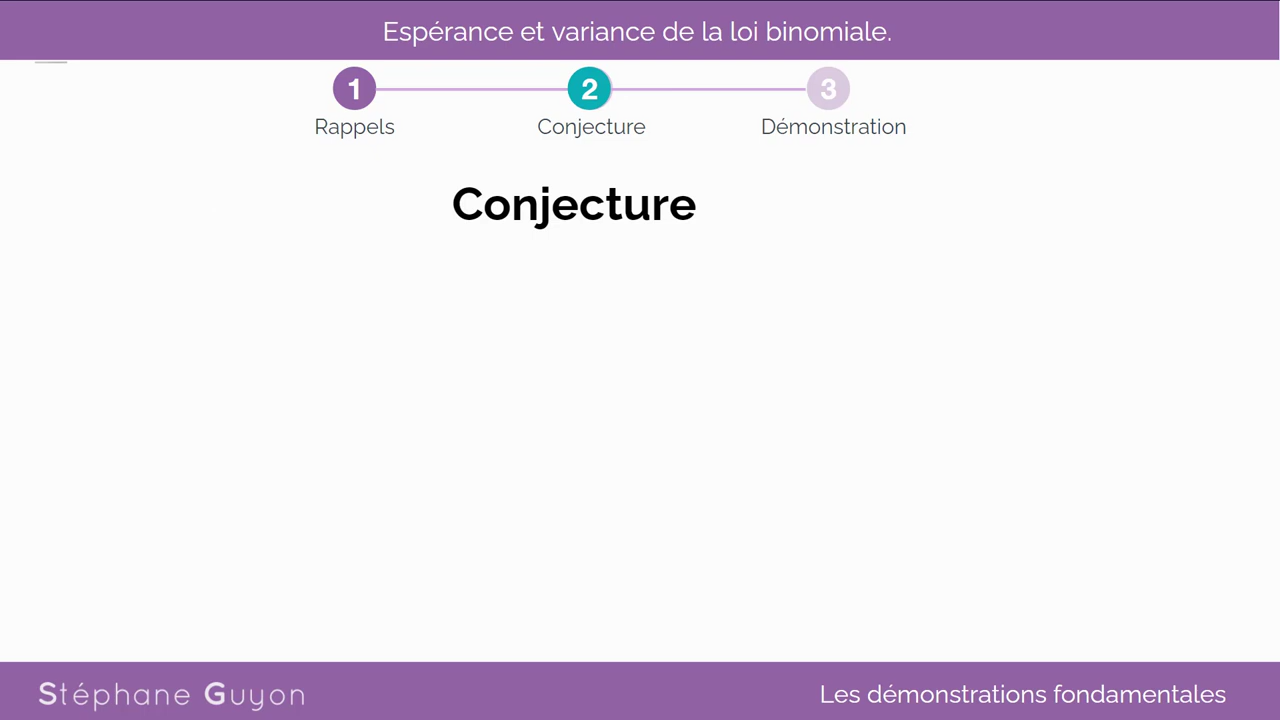 Espérance et variance de la loi binomiale.
1 2 3
Rappels Conjecture Démonstration
Conjecture
Stéphane Guyon Les démonstrations fondamentales